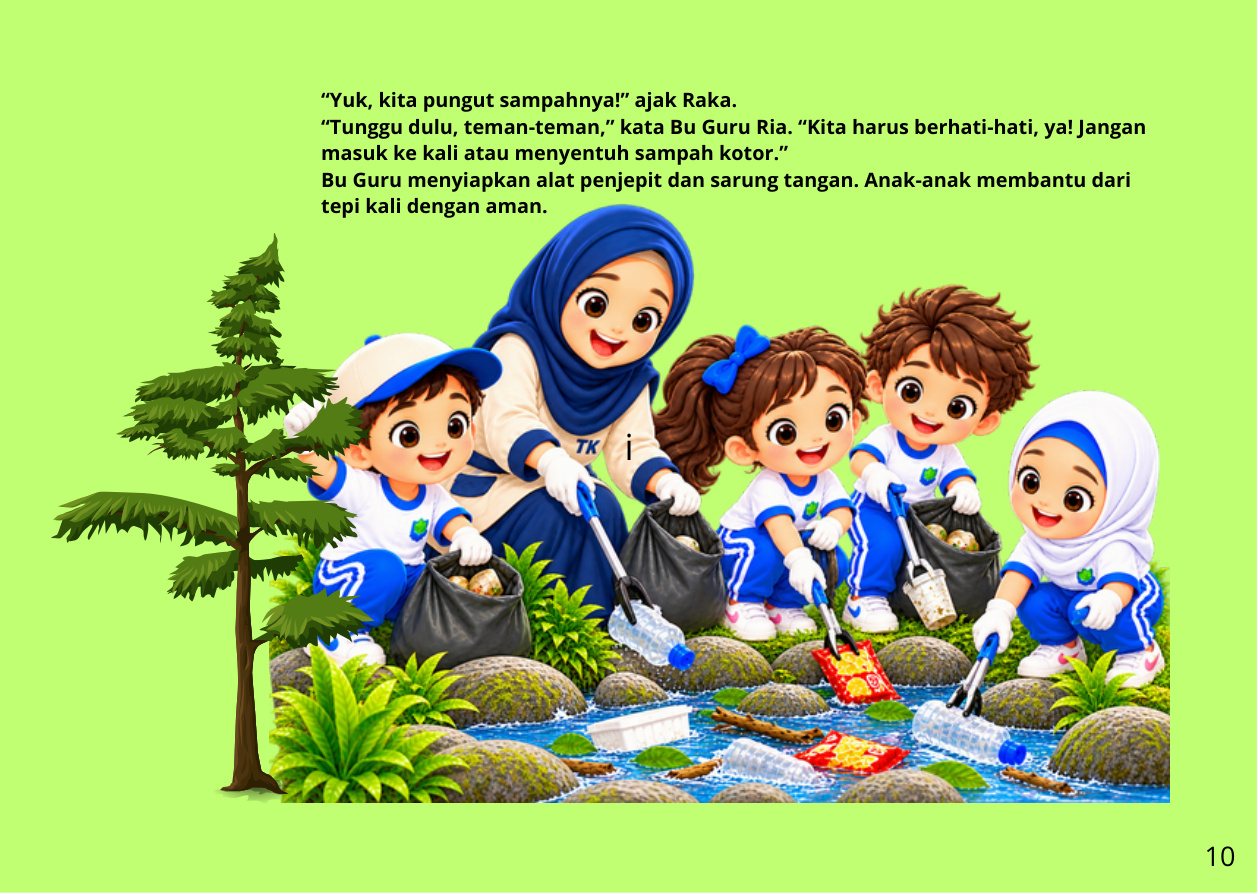 “Yuk, kita pungut sampahnya!” ajak Raka.
“Tunggu dulu, teman-teman,” kata Bu Guru Ria. “Kita harus berhati-hati, ya! Jangan
masuk ke kali atau menyentuh sampah kotor.”
Bu Guru menyiapkan alat penjepit dan sarung tangan. Anak-anak membantu dari
tepi kali dengan aman.
TK
i
10